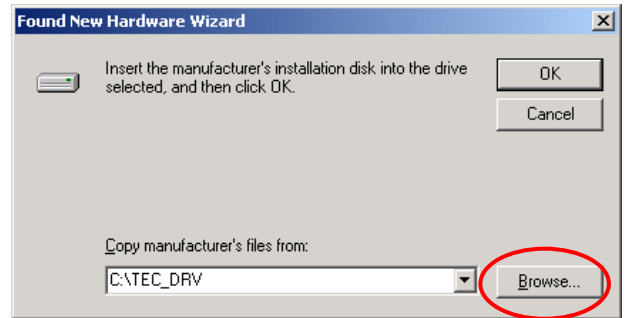 Found New Hardware Wizard
Insert the manufacturer's installation disk into the drive
selected, and then click OK.
OK
Cancel
Copy manufacturer's files from:
C:\TEC_DRV
Browse...